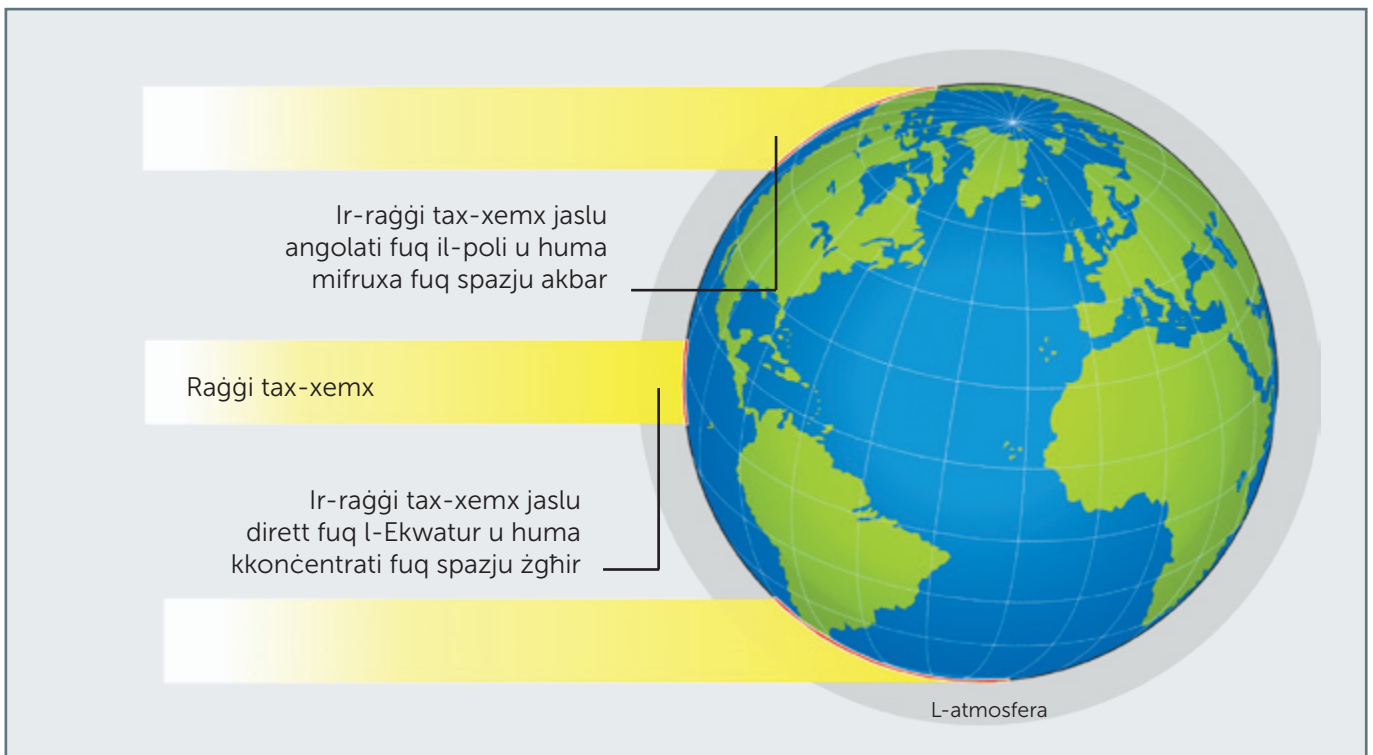 Ir-raġġi tax-xemx jaslu
angolati fuq il-poli u huma
mifruxa fuq spazju akbar
Raġġi tax-xemx
Ir-raġġi tax-xemx jaslu
dirett fuq l-Ekwatur u huma
kkonċentrati fuq spazju żgħir
L-atmosfera